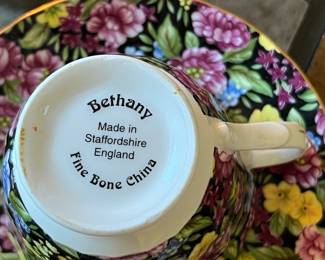 Bethany
Made in
Staffordshire
England
Fine Bone China